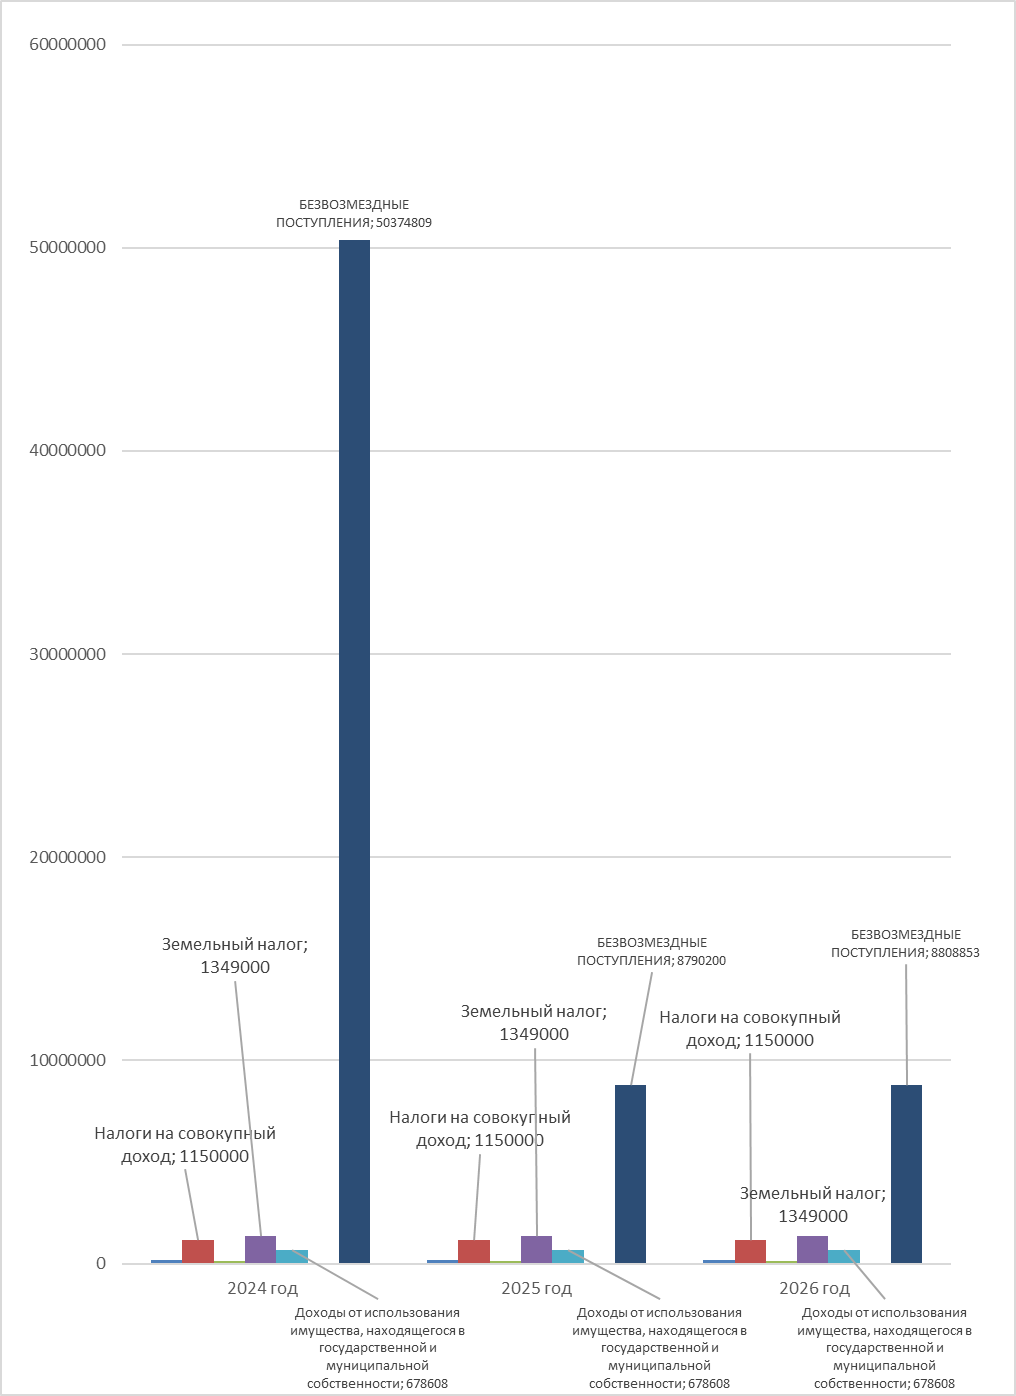 60000000
БЕЗВОЗМЕЗДНЫЕ
ПОСТУПЛЕНИЯ; 50374809
50000000
40000000
30000000
20000000
Земельный налог;
1349000
БЕЗВОЗМЕЗДНЫЕ
ПОСТУПЛЕНИЯ; 8790200
БЕЗВОЗМЕЗДНЫЕ
ПОСТУПЛЕНИЯ; 8808853
Земельный налог;
1349000
Налоги на совокупный
доход; 1150000
10000000
Налоги на совокупный
доход; 1150000
Налоги на совокупный
доход; 1150000
Земельный налог;
1349000
0
2024 год
2025 год
2026 год
Доходы от использования
имущества, находящегося в
государственной и
муниципальной
собственности; 678608
Доходы от использования
имущества, находящегося в
государственной и
муниципальной
собственности; 678608
Доходы от использования
имущества, находящегося в
государственной и
муниципальной
собственности; 678608